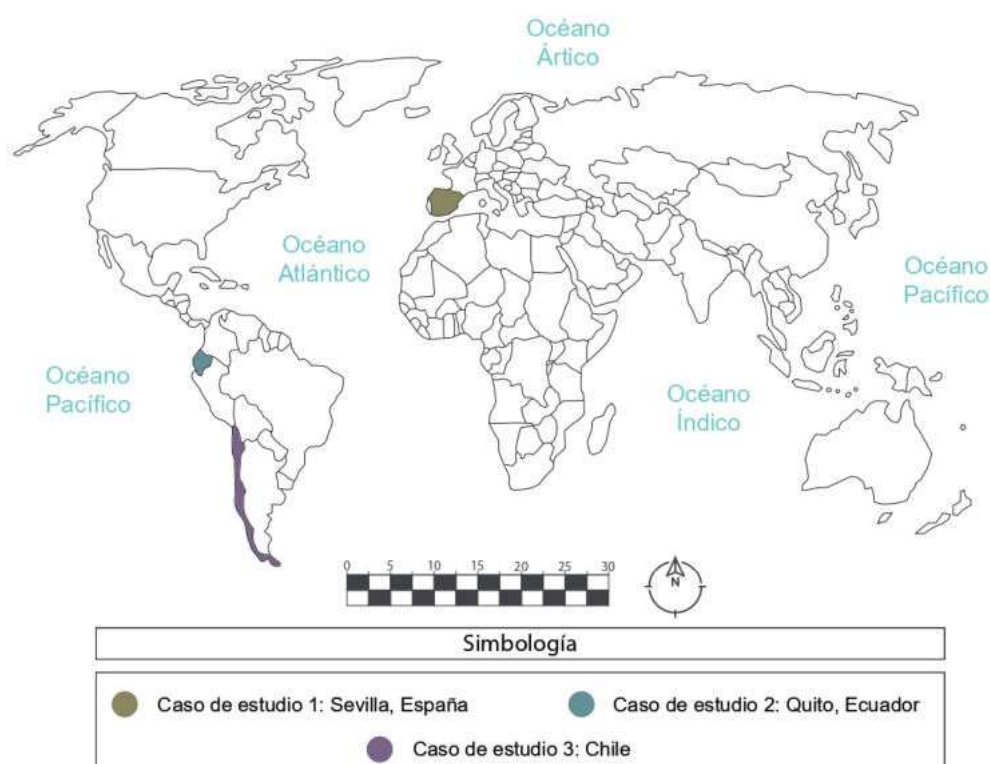 Océano
Ártico
Océano
Atlántico
Océano
Pacífico
Océano
Pacífico
Océano
Índico
0 5 10 15 20 25 30
N
Simbología
Caso de estudio 1: Sevilla, España
Caso de estudio 2: Quito, Ecuador
Caso de estudio 3: Chile